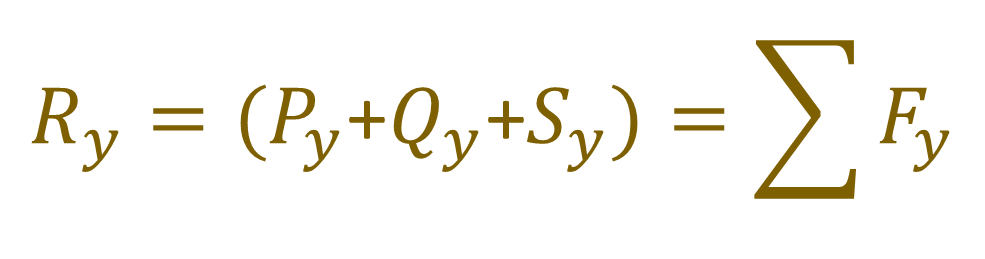 R_y = (P_y+Q_y+S_y) = ∑ F_y